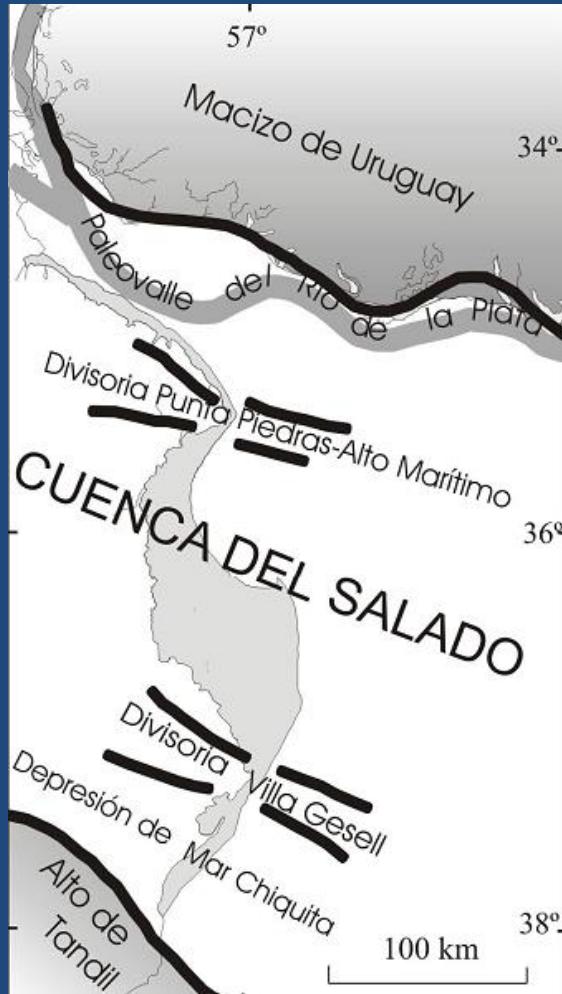 57º
Macizo de Uruguay
34º
Paleovalle del Río de la Plata
Divisoria Punta Piedras-Alto Marítimo
36º
CUENCA DEL SALADO
Divisoria Villa Gesell
Depresión de Mar Chiquita
Alto de
Tandil
38º
100 km